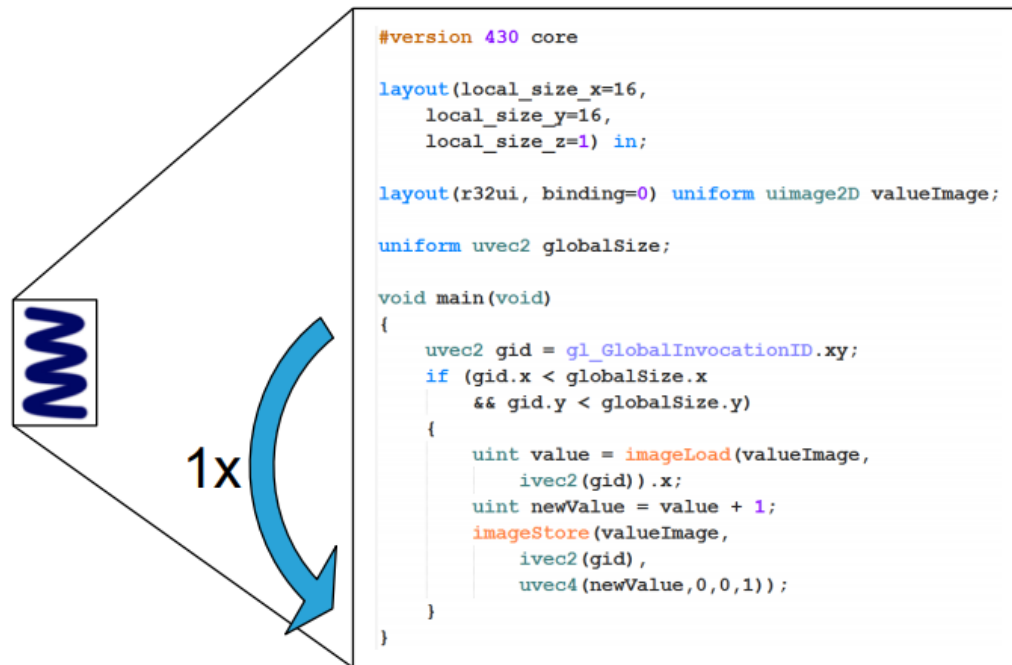 #version 430 core
layout(local_size_x=16,
local_size_y=16,
local_size_z=1) in;
layout(r32ui, binding=0) uniform uimage2D valueImage;
uniform uvec2 globalSize;
void main(void)
{
uvec2 gid = gl_GlobalInvocationID.xy;
if (gid.x < globalSize.x
&& gid.y < globalSize.y)
{
uint value = imageLoad(valueImage,
ivec2(gid)).x;
uint newValue = value + 1;
imageStore(valueImage,
ivec2(gid),
uvec4(newValue,0,0,1));
}
}
1x